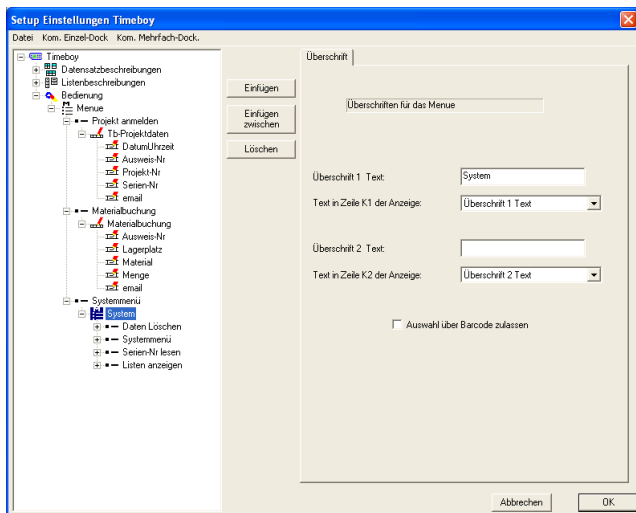 Setup Einstellungen Timeboy
Datei Kom. Einzel-Dock Kom. Mehrfach-Dock.
Timeboy
Datensatzbeschreibungen
Listenbeschreibungen
Bedienung
Menue
Projekt anmelden
Tb-Projektdaten
DatumUhrzeit
Ausweis-Nr
Projekt-Nr
Serien-Nr
email
Materialbuchung
Materialbuchung
Ausweis-Nr
Lagerplatz
Material
Menge
email
Systemmenü
System
Daten Löschen
Systemmenü
Serien-Nr lesen
Listen anzeigen
Einfügen
Einfügen
zwischen
Löschen
Überschrift
Überschriften für das Menue
Überschrift 1 Text: System
Text in Zeile K1 der Anzeige: Überschrift 1 Text
Überschrift 2 Text:
Text in Zeile K2 der Anzeige: Überschrift 2 Text
Auswahl über Barcode zulassen
Abbrechen OK